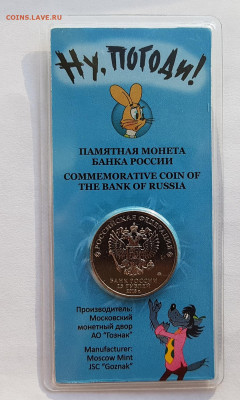 COINS.LAVE.RU
Ну, погоди!
ПАМЯТНАЯ МОНЕТА
БАНКА РОССИИ
COMMEMORATIVE COIN OF
THE BANK OF RUSSIA
РОССИЙСКАЯ ФЕДЕРАЦИЯ
БАНК РОССИИ
25 РУБЛЕЙ
2018 г.
Производитель:
Московский
монетный двор
АО "Гознак"
Manufacturer:
Moscow Mint
JSC "Goznak"